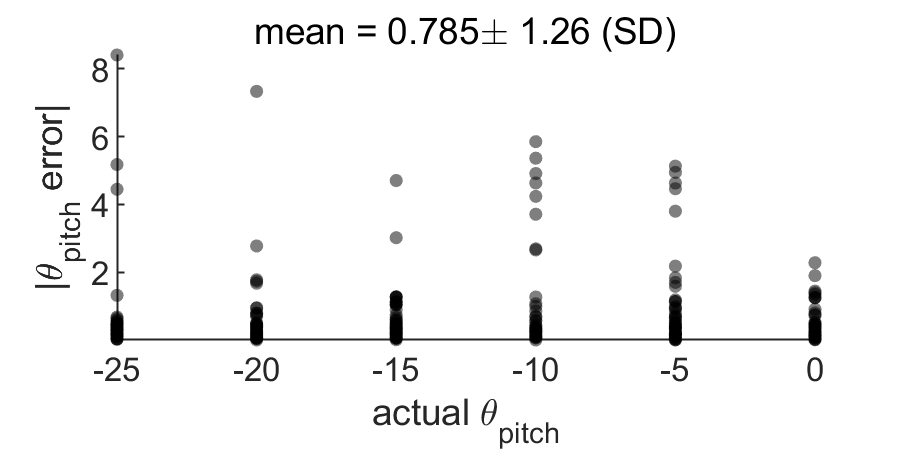 mean = 0.785± 1.26 (SD)
|θpitch error|
8
6
4
2
-25 -20 -15 -10 -5 0
actual θpitch